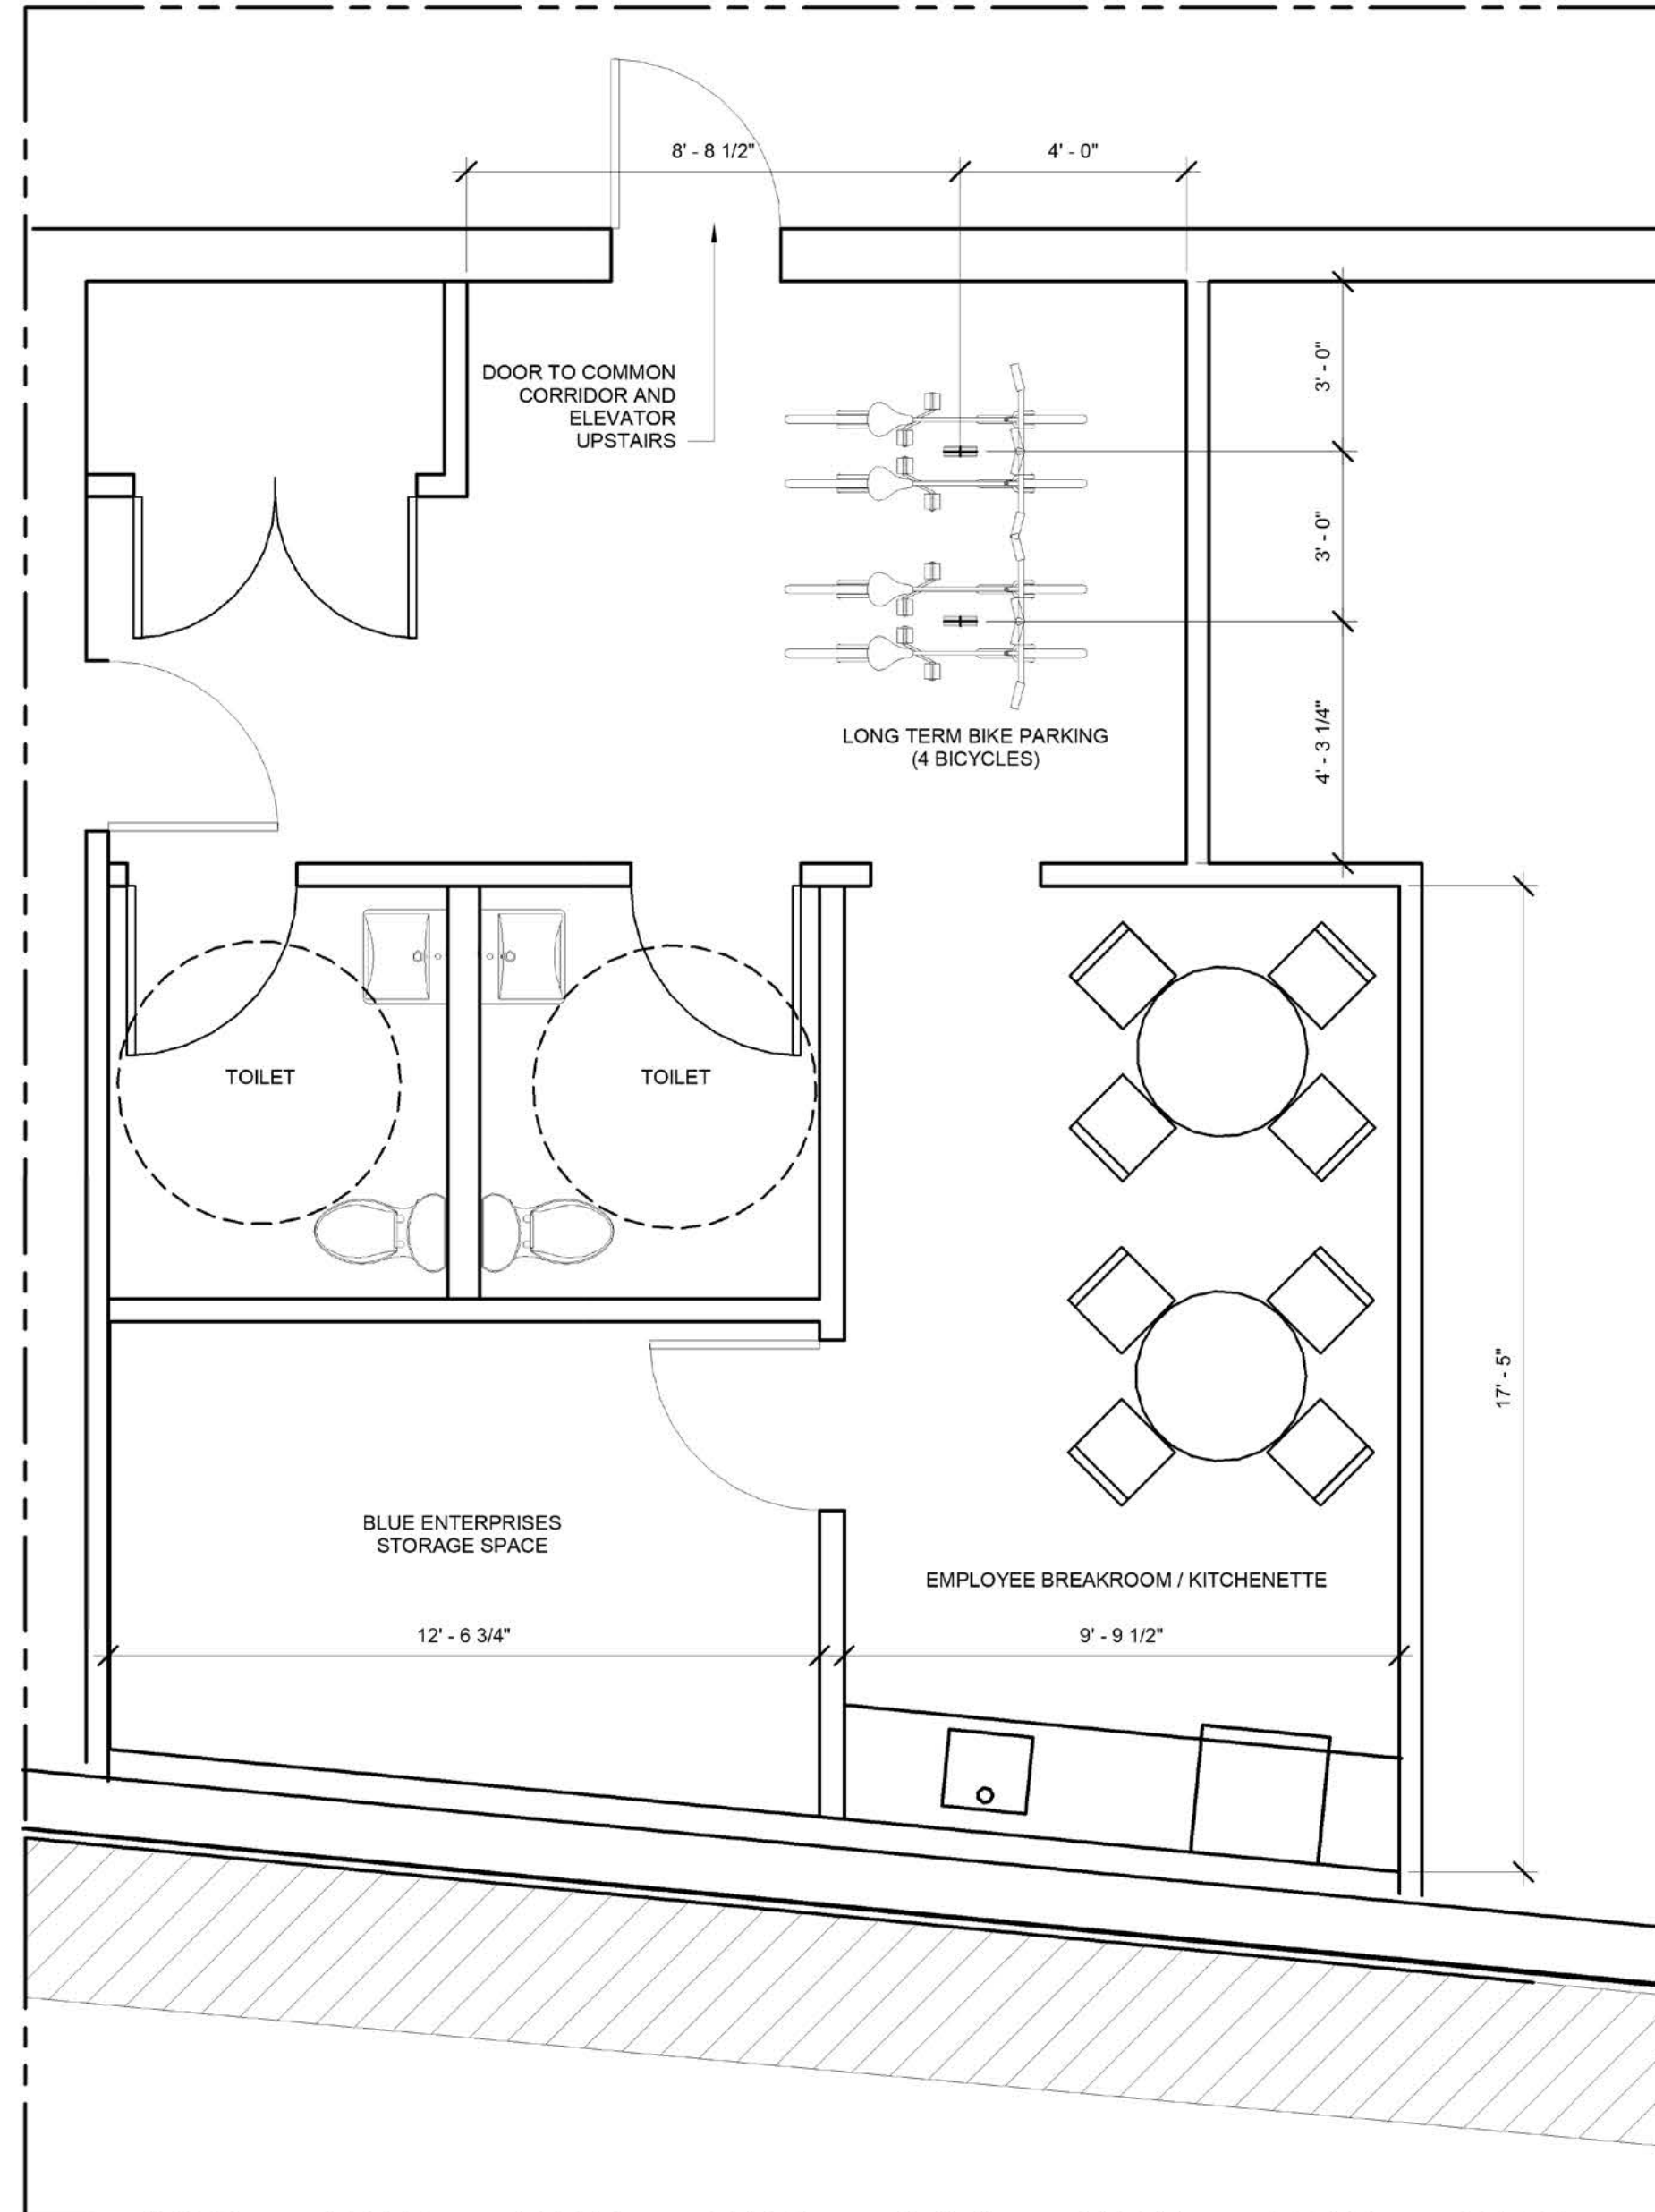 8' - 8 1/2"
4' - 0"
3' - 0"
DOOR TO COMMON
CORRIDOR AND
ELEVATOR
UPSTAIRS
3' - 0"
4' - 3 1/4"
LONG TERM BIKE PARKING
(4 BICYCLES)
TOILET
TOILET
17' - 5"
BLUE ENTERPRISES
STORAGE SPACE
EMPLOYEE BREAKROOM / KITCHENETTE
12' - 6 3/4"
9' - 9 1/2"